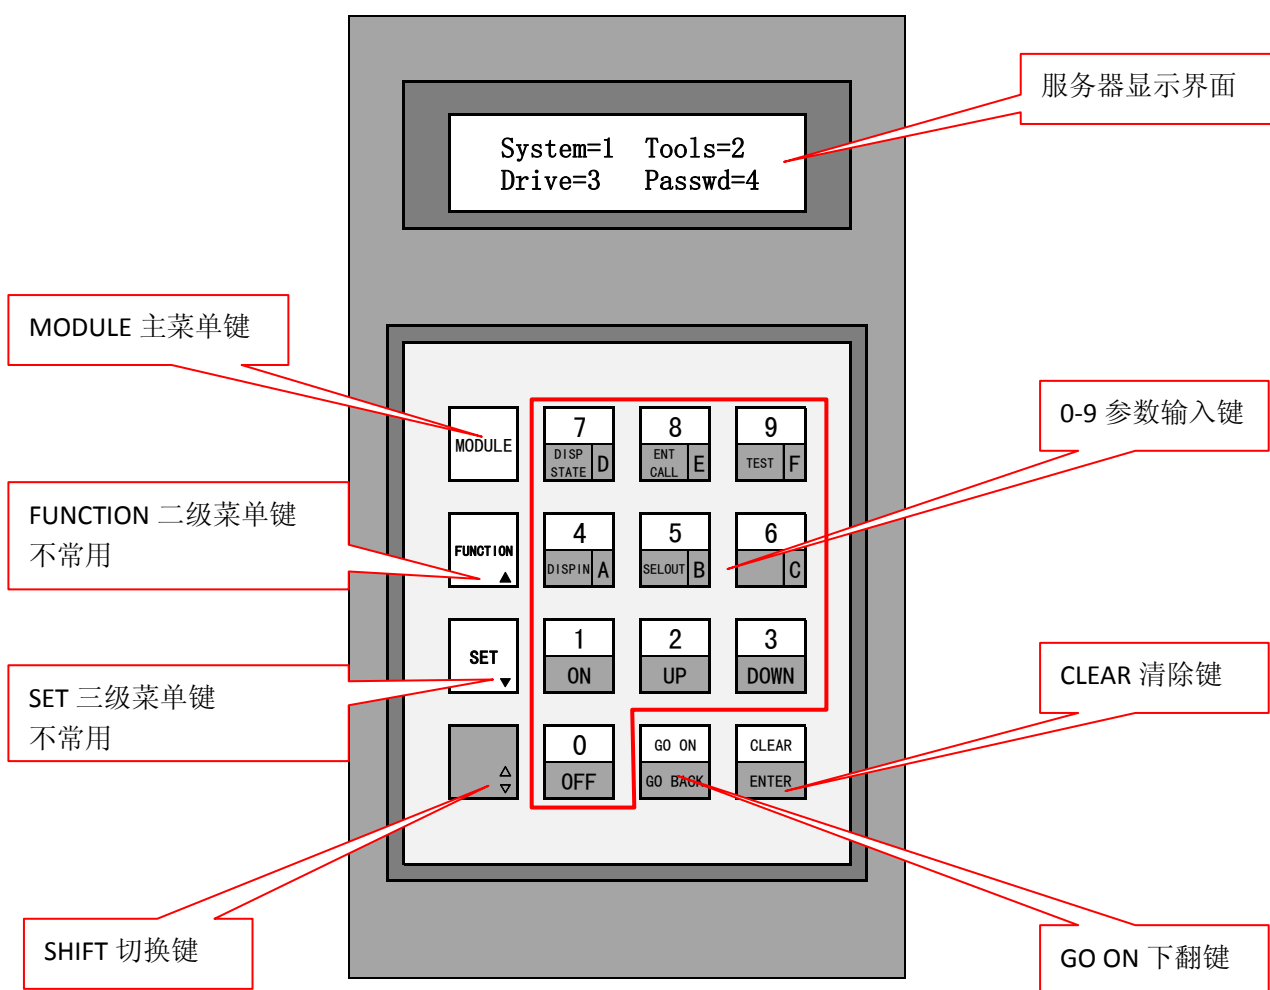 服务器显示界面
System=1 Tools=2
Drive=3 Passwd=4
MODULE 主菜单键
0-9 参数输入键
MODULE
7
DISP STATE D
8
ENT CALL E
9
TEST F
FUNCTION 二级菜单键
不常用
FUNCTION ▲
4
DISPIN A
5
SELOUT B
6
C
SET 三级菜单键
不常用
SET ▼
1
ON
2
UP
3
DOWN
CLEAR 清除键
△
▽
0
OFF
GO ON
GO BACK
CLEAR
ENTER
SHIFT 切换键
GO ON 下翻键